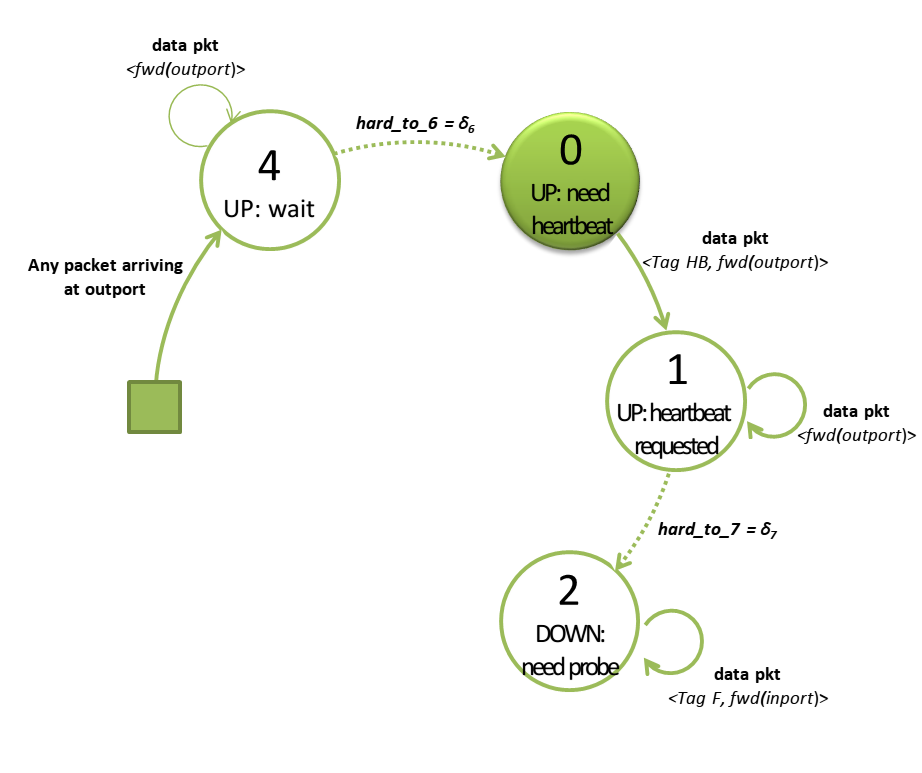 data pkt
<fwd(outport)>
hard_to_6 = δ6
4
UP: wait
0
UP: need
heartbeat
Any packet arriving
at outport
data pkt
<Tag HB, fwd(outport)>
1
UP: heartbeat
requested
data pkt
<fwd(outport)>
hard_to_7 = δ7
2
DOWN:
need probe
data pkt
<Tag F, fwd(inport)>